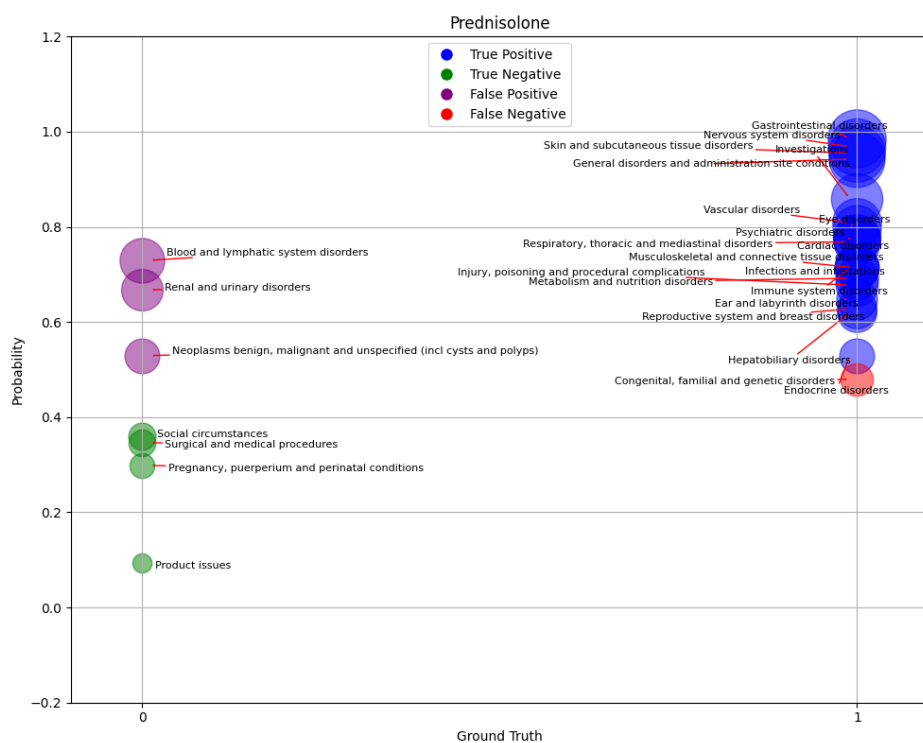 Prednisolone
1.2
1.0
0.8
0.6
0.4
0.2
0.0
−0.2
Probability
True Positive
True Negative
False Positive
False Negative
Blood and lymphatic system disorders
Renal and urinary disorders
Neoplasms benign, malignant and unspecified (incl cysts and polyps)
Social circumstances
Surgical and medical procedures
Pregnancy, puerperium and perinatal conditions
Product issues
Gastrointestinal disorders
Nervous system disorders
Skin and subcutaneous tissue disorders
Investigations
General disorders and administration site conditions
Vascular disorders
Eye disorders
Psychiatric disorders
Respiratory, thoracic and mediastinal disorders
Cardiac disorders
Musculoskeletal and connective tissue disorders
Injury, poisoning and procedural complications
Infections and infestations
Metabolism and nutrition disorders
Immune system disorders
Ear and labyrinth disorders
Reproductive system and breast disorders
Hepatobiliary disorders
Congenital, familial and genetic disorders
Endocrine disorders
0
1
Ground Truth